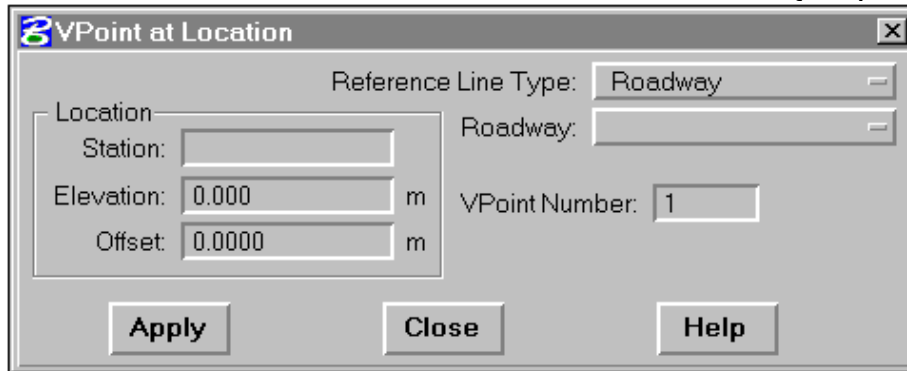 VPoint at Location
Reference Line Type: Roadway
Location
Station:
Roadway:
Elevation: 0.000 m
VPoint Number: 1
Offset: 0.0000 m
Apply Close Help